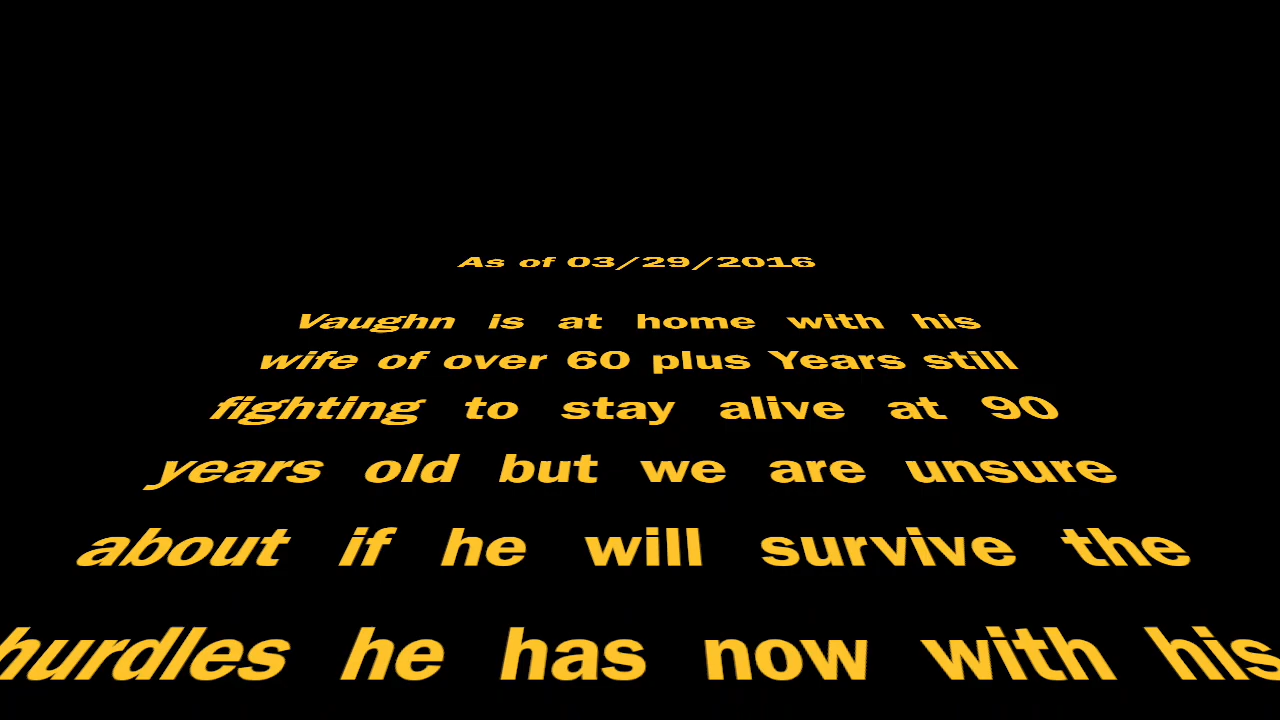 As of 03/29/2016
Vaughn is at home with his
wife of over 60 plus Years still
fighting to stay alive at 90
years old but we are unsure
about if he will survive the
hurdles he has now with his